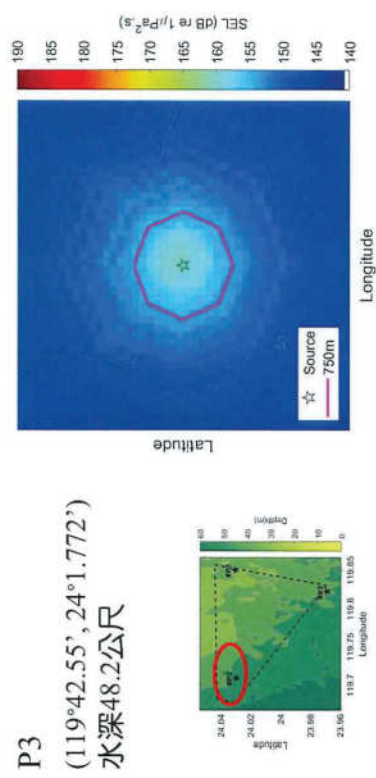 P3
(119°42.55', 24°1.772')
水深48.2公尺
Latitude
Longitude
☆ Source
750m
190
185
180
175
170
165
160
155
150
145
140
SEL (dB re 1μPa².s)
24.04
24.02
24
23.98
23.96
Latitude
119.7
119.75
119.8
119.85
Longitude
60
50
40
30
20
10
0
Depth(m)